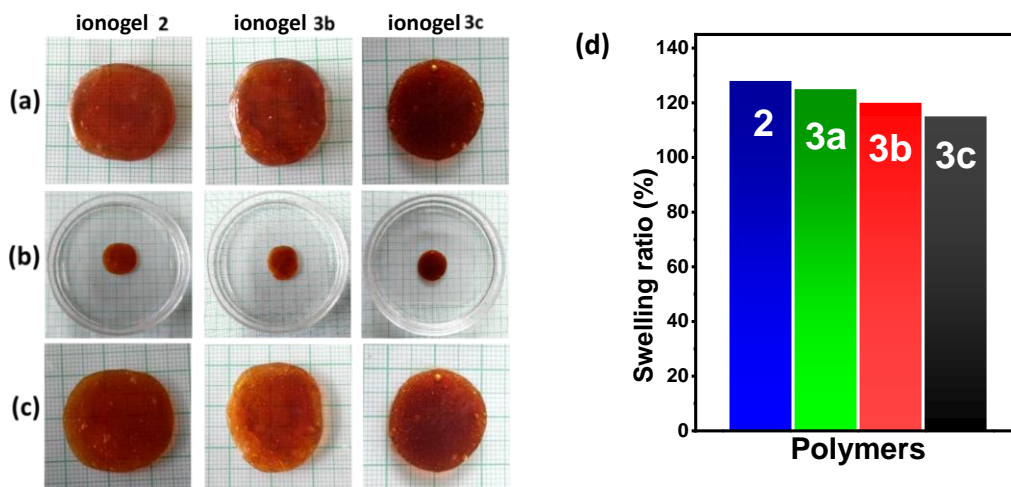 ionogel 2
ionogel 3b
ionogel 3c
(a)
(b)
(c)
(d)
140
120
100
80
60
40
20
0
Swelling ratio (%)
2
3a
3b
3c
Polymers